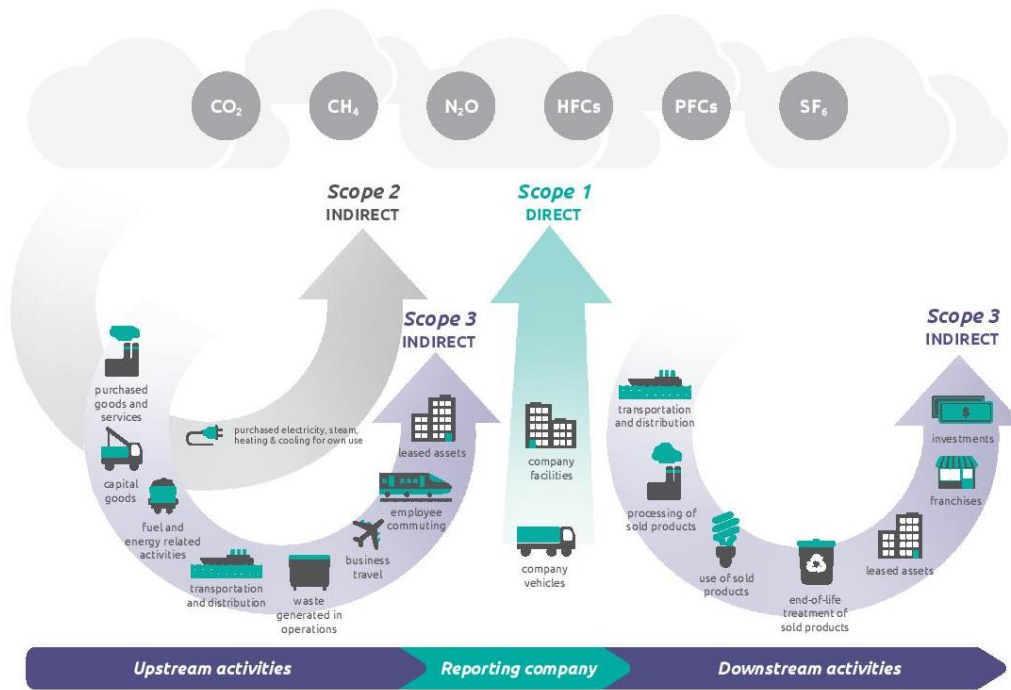 CO₂
CH₄
N₂O
HFCs
PFCs
SF₆
Scope 2
INDIRECT
Scope 1
DIRECT
Scope 3
INDIRECT
Scope 3
INDIRECT
purchased
goods and
services
capital
goods
fuel and
energy related
activities
purchased electricity, steam,
heating & cooling for own use
transportation
and distribution
waste
generated in
operations
business
travel
employee
commuting
leased assets
company
facilities
company
vehicles
transportation
and distribution
processing of
sold products
use of sold
products
end-of-life
treatment of
sold products
leased assets
franchises
$
investments
Upstream activities
Reporting company
Downstream activities